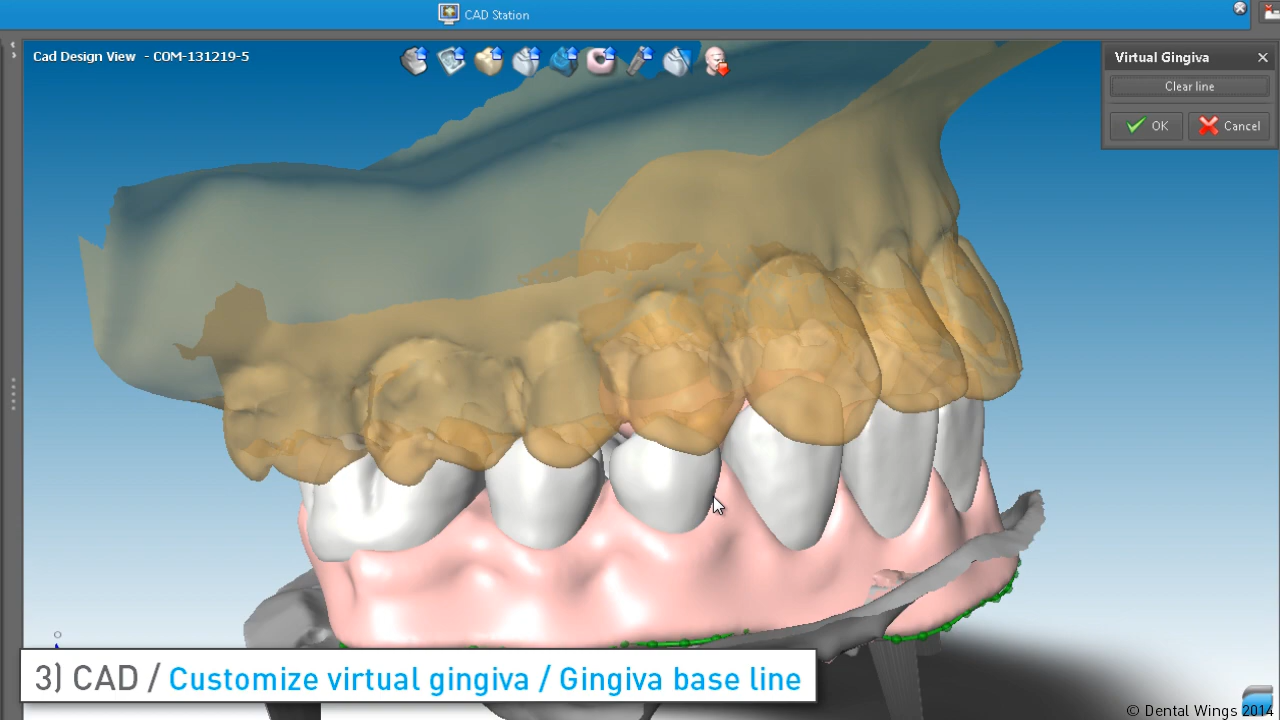 CAD Station
Cad Design View - COM-131219-5
Virtual Gingiva
Clear line
OK
Cancel
3) CAD / Customize virtual gingiva / Gingiva base line
© Dental Wings 2014